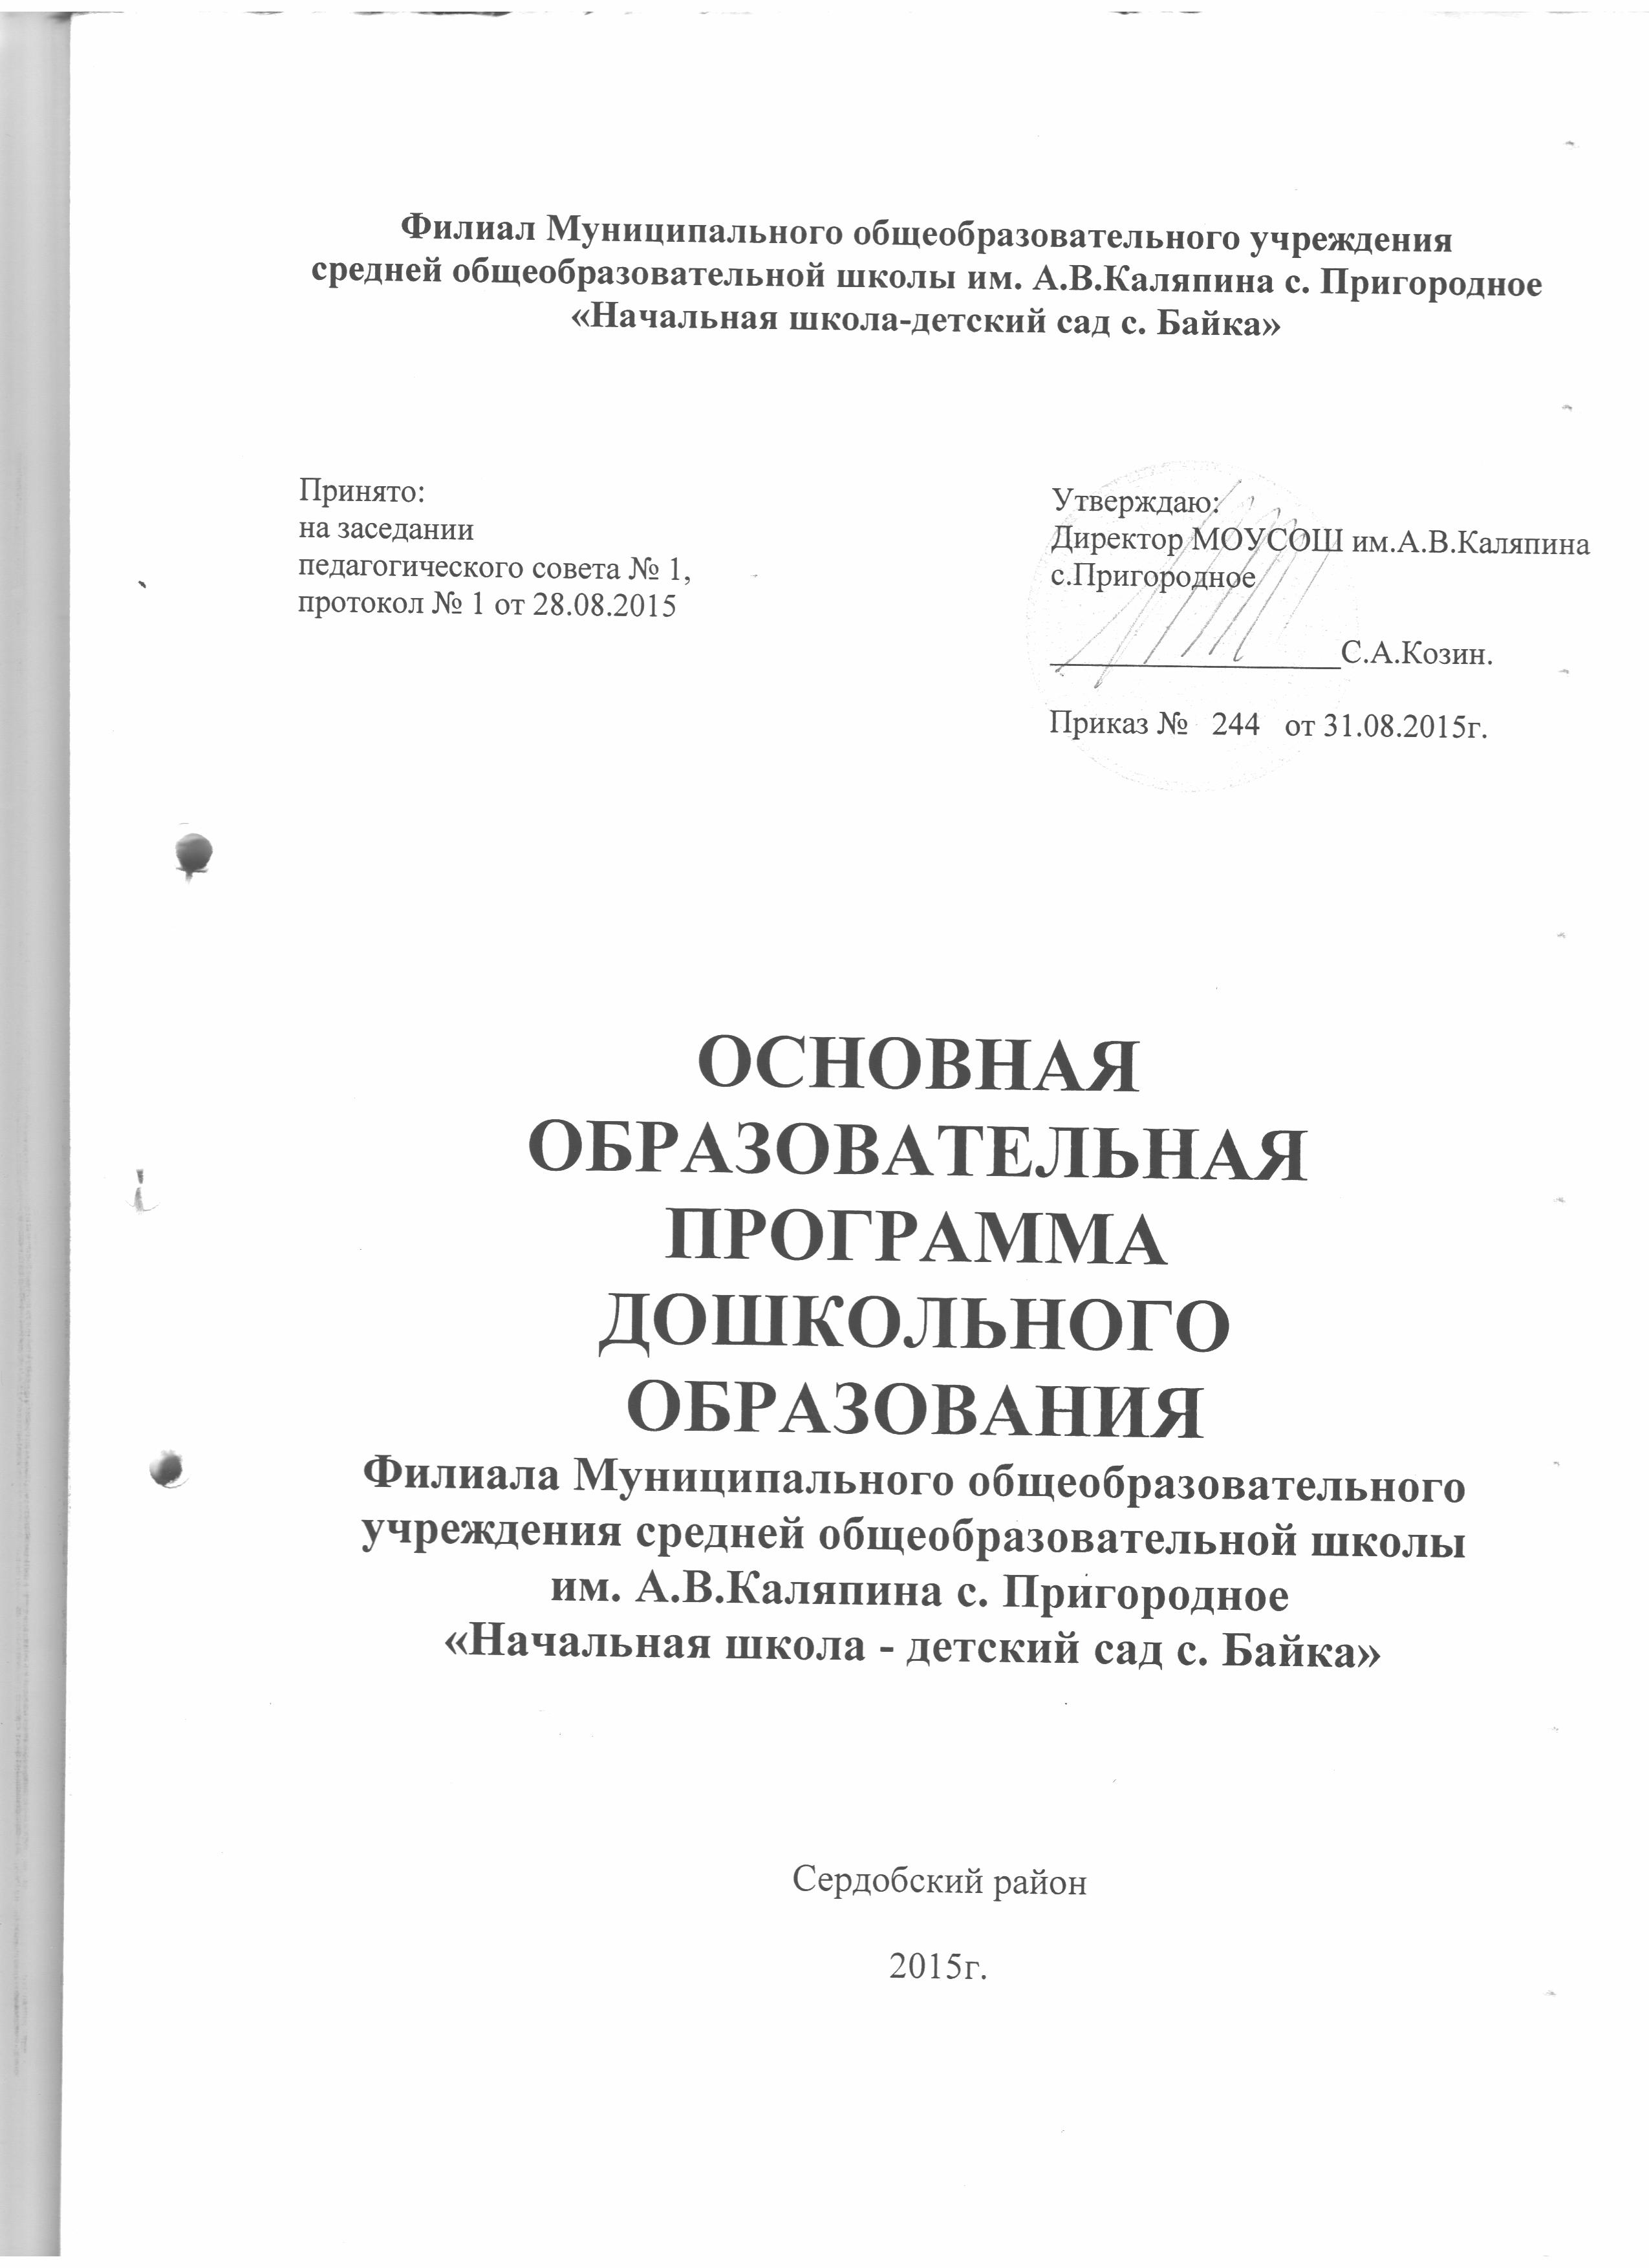 Филиал Муниципального общеобразовательного учреждения
средней общеобразовательной школы им. А.В.Каляпина с. Пригородное
«Начальная школа-детский сад с. Байка»
Принято:
на заседании
педагогического совета № 1,
протокол № 1 от 28.08.2015
Утверждаю:
Директор МОУСОШ им.А.В.Каляпина
с.Пригородное
__________________С.А.Козин.
Приказ № 244 от 31.08.2015г.
ОСНОВНАЯ
ОБРАЗОВАТЕЛЬНАЯ
ПРОГРАММА
ДОШКОЛЬНОГО
ОБРАЗОВАНИЯ
Филиала Муниципального общеобразовательного
учреждения средней общеобразовательной школы
им. А.В.Каляпина с. Пригородное
«Начальная школа - детский сад с. Байка»
Сердобский район
2015г.